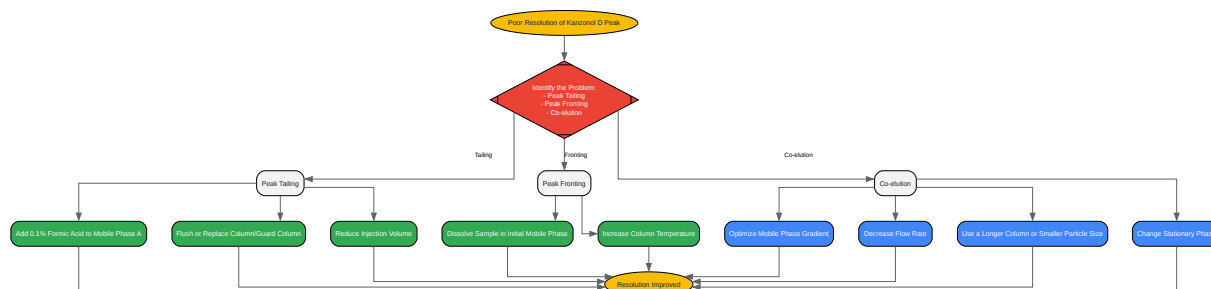 Poor Resolution of Kanzonol D Peak
Identify the Problem:
- Peak Tailing
- Peak Fronting
- Co-elution
Tailing
Fronting
Co-elution
Peak Tailing
Peak Fronting
Co-elution
Add 0.1% Formic Acid to Mobile Phase A
Flush or Replace Column/Guard Column
Reduce Injection Volume
Dissolve Sample in Initial Mobile Phase
Increase Column Temperature
Optimize Mobile Phase Gradient
Decrease Flow Rate
Use a Longer Column or Smaller Particle Size
Change Stationary Phas
Resolution Improved